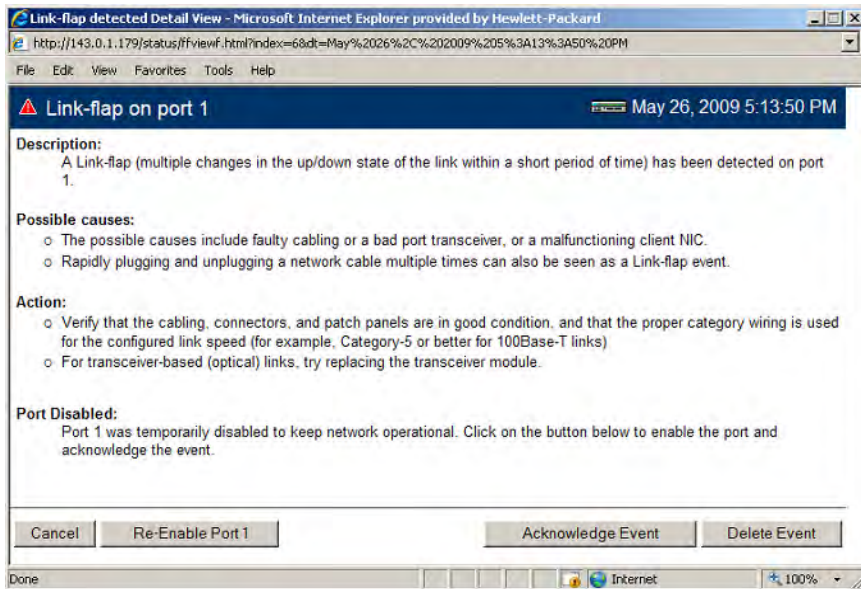 Link-flap detected Detail View - Microsoft Internet Explorer provided by Hewlett-Packard
http://143.0.1.179/status/ffviewf.html?index=6&dt=May%2026%2C%202009%205%3A13%3A50%20PM
File Edit View Favorites Tools Help
Link-flap on port 1 May 26, 2009 5:13:50 PM
Description:
A Link-flap (multiple changes in the up/down state of the link within a short period of time) has been detected on port
1.
Possible causes:
o The possible causes include faulty cabling or a bad port transceiver, or a malfunctioning client NIC.
o Rapidly plugging and unplugging a network cable multiple times can also be seen as a Link-flap event.
Action:
o Verify that the cabling, connectors, and patch panels are in good condition, and that the proper category wiring is used
for the configured link speed (for example, Category-5 or better for 100Base-T links)
o For transceiver-based (optical) links, try replacing the transceiver module.
Port Disabled:
Port 1 was temporarily disabled to keep network operational. Click on the button below to enable the port and
acknowledge the event.
Cancel Re-Enable Port 1 Acknowledge Event Delete Event
Done Internet 100%